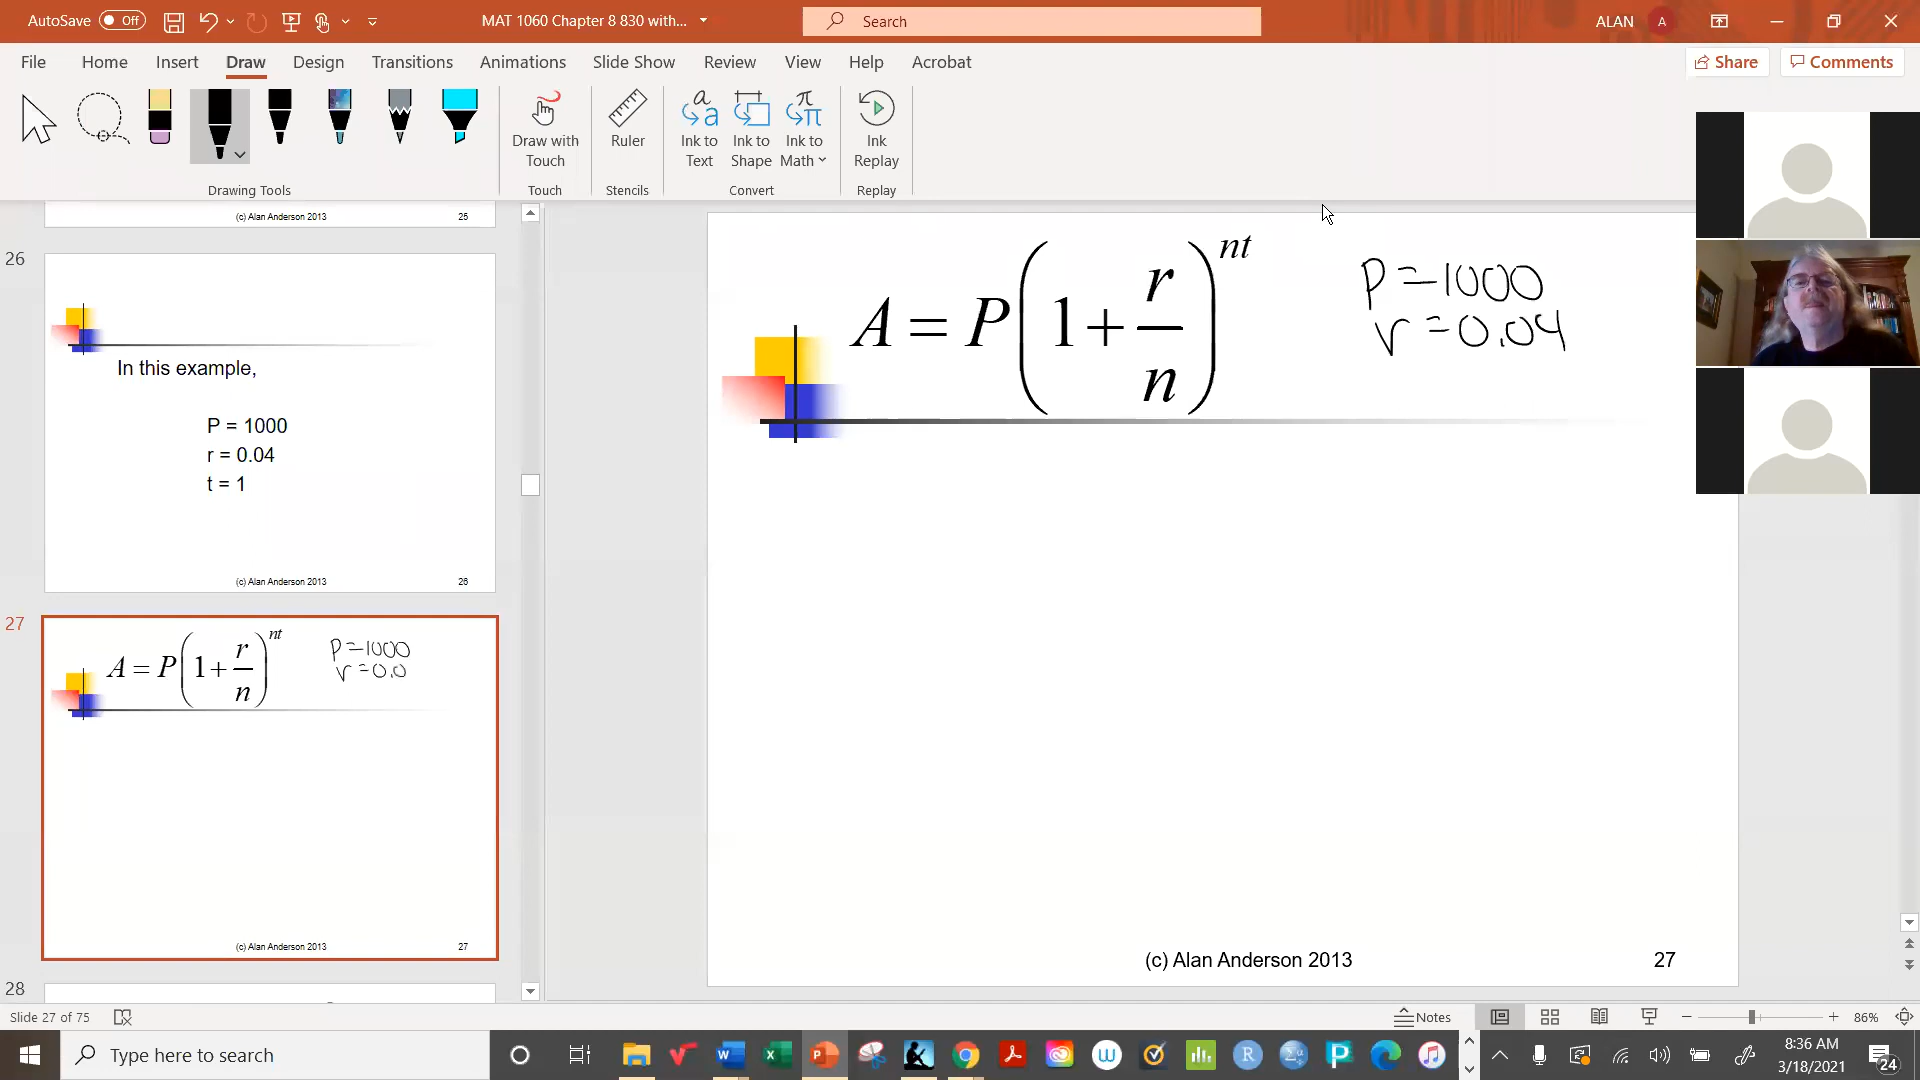 AutoSave Off
MAT 1060 Chapter 8 830 with...
Search
ALAN A
File Home Insert Draw Design Transitions Animations Slide Show Review View Help Acrobat
Share Comments
Draw with Touch
Ruler
Ink to Text
Ink to Shape
Ink to Math
Ink Replay
Drawing Tools
Touch
Stencils
Convert
Replay
(c) Alan Anderson 2013 25
26
In this example,
P = 1000
r = 0.04
t = 1
(c) Alan Anderson 2013 26
27
A = P(1 + r/n)^nt
P = 1000
r = 0.0
(c) Alan Anderson 2013 27
28
A = P(1 + r/n)^nt
P = 1000
r = 0.04
(c) Alan Anderson 2013 27
Slide 27 of 75
Notes
86%
Type here to search
8:36 AM
3/18/2021
24